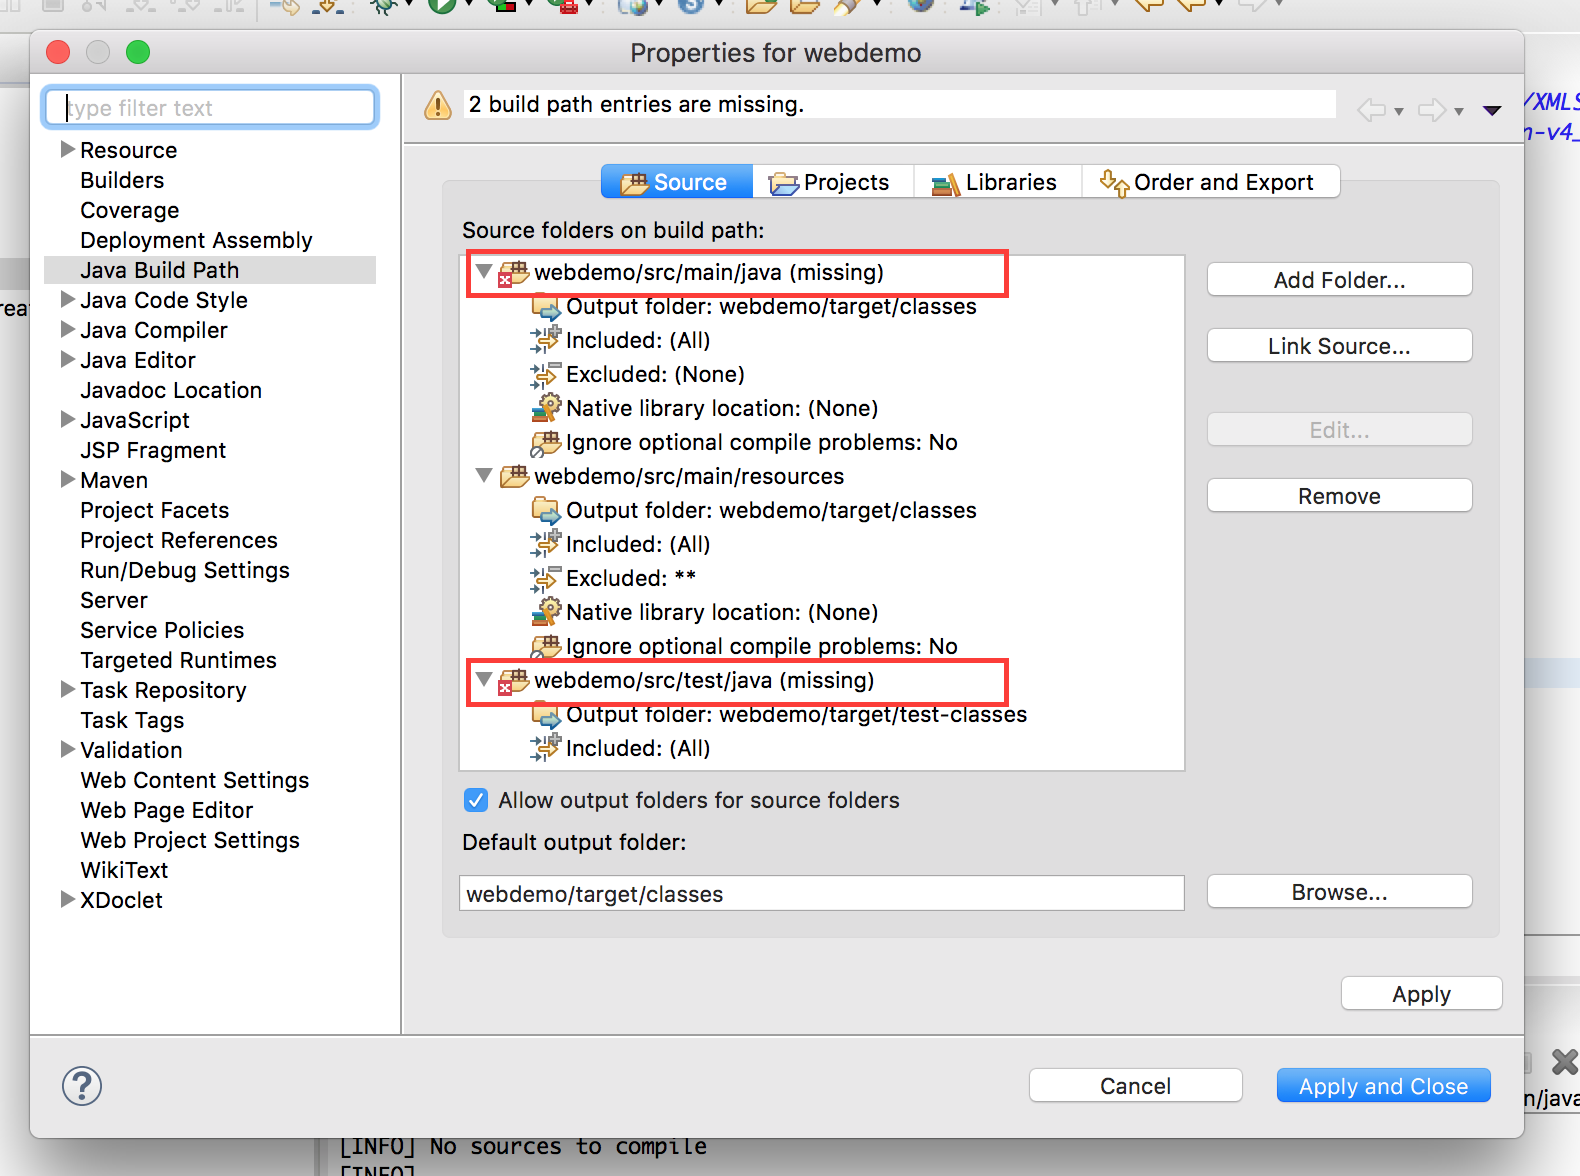 Properties for webdemo
type filter text
2 build path entries are missing.
Resource
Builders
Coverage
Deployment Assembly
Java Build Path
Java Code Style
Java Compiler
Java Editor
Javadoc Location
JavaScript
JSP Fragment
Maven
Project Facets
Project References
Run/Debug Settings
Server
Service Policies
Targeted Runtimes
Task Repository
Task Tags
Validation
Web Content Settings
Web Page Editor
Web Project Settings
WikiText
XDoclet
Source
Projects
Libraries
Order and Export
Source folders on build path:
webdemo/src/main/java (missing)
Output folder: webdemo/target/classes
Included: (All)
Excluded: (None)
Native library location: (None)
Ignore optional compile problems: No
webdemo/src/main/resources
Output folder: webdemo/target/classes
Included: (All)
Excluded: **
Native library location: (None)
Ignore optional compile problems: No
webdemo/src/test/java (missing)
Output folder: webdemo/target/test-classes
Included: (All)
Add Folder...
Link Source...
Edit...
Remove
Allow output folders for source folders
Default output folder:
webdemo/target/classes
Browse...
Apply
?
Cancel
Apply and Close
/XMLS
n-v4_
rea
n/java
[INFO] No sources to compile
[INFO]